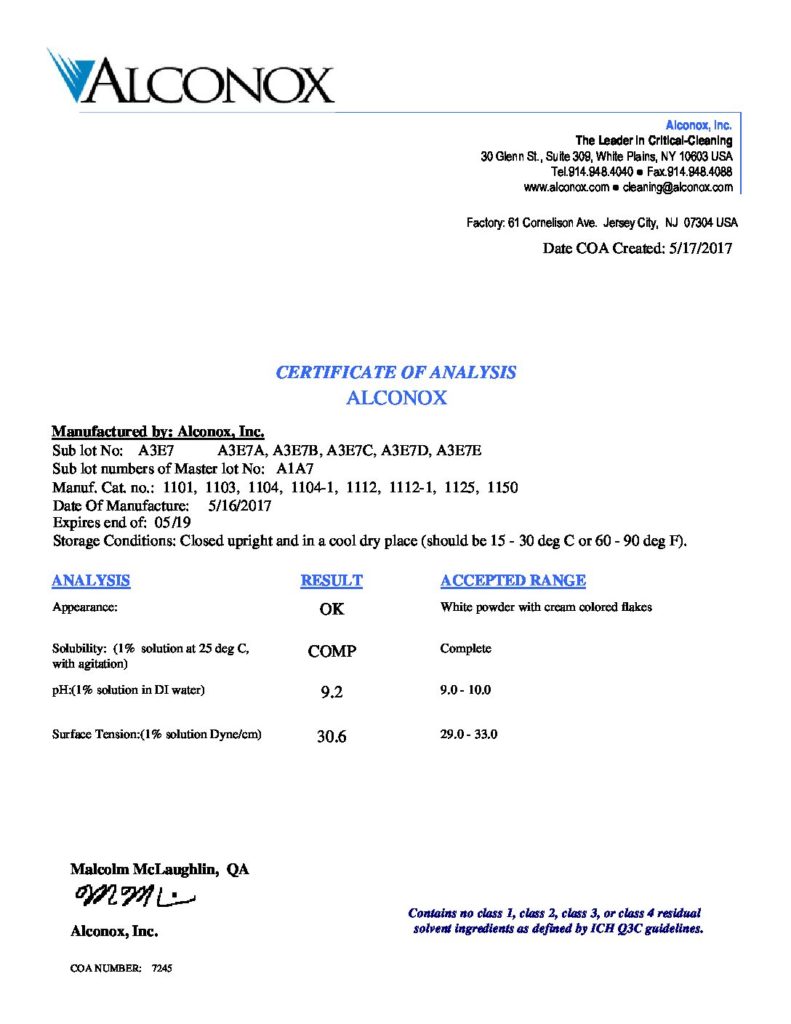 ALCONOX
Alconox, Inc.
The Leader in Critical-Cleaning
30 Glenn St., Suite 309, White Plains, NY 10603 USA
Tel.914.948.4040 ● Fax.914.948.4088
www.alconox.com ● cleaning@alconox.com
Factory: 61 Cornelison Ave. Jersey City, NJ 07304 USA
Date COA Created: 5/17/2017
CERTIFICATE OF ANALYSIS
ALCONOX
Manufactured by: Alconox, Inc.
Sub lot No: A3E7 A3E7A, A3E7B, A3E7C, A3E7D, A3E7E
Sub lot numbers of Master lot No: A1A7
Manuf. Cat. no.: 1101, 1103, 1104, 1104-1, 1112, 1112-1, 1125, 1150
Date Of Manufacture: 5/16/2017
Expires end of: 05/19
Storage Conditions: Closed upright and in a cool dry place (should be 15 - 30 deg C or 60 - 90 deg F).
ANALYSIS RESULT ACCEPTED RANGE
Appearance: OK White powder with cream colored flakes
Solubility: (1% solution at 25 deg C, COMP Complete
with agitation)
pH:(1% solution in DI water) 9.2 9.0 - 10.0
Surface Tension:(1% solution Dyne/cm) 30.6 29.0 - 33.0
Malcolm McLaughlin, QA
Alconox, Inc.
Contains no class 1, class 2, class 3, or class 4 residual
solvent ingredients as defined by ICH Q3C guidelines.
COA NUMBER: 7245